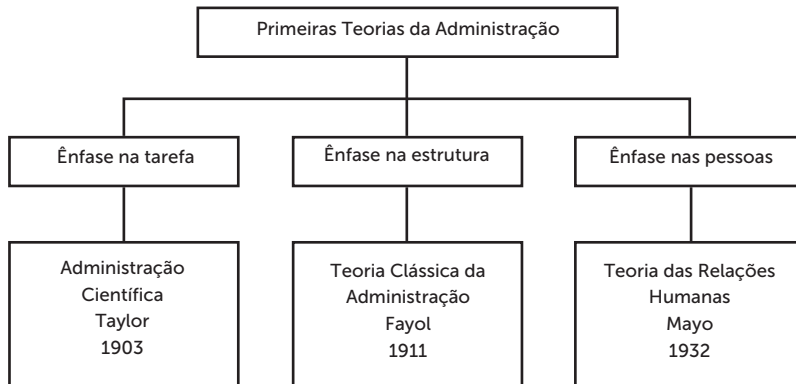 Primeiras Teorias da Administração
Ênfase na tarefa
Ênfase na estrutura
Ênfase nas pessoas
Administração
Científica
Taylor
1903
Teoria Clássica da
Administração
Fayol
1911
Teoria das Relações
Humanas
Mayo
1932